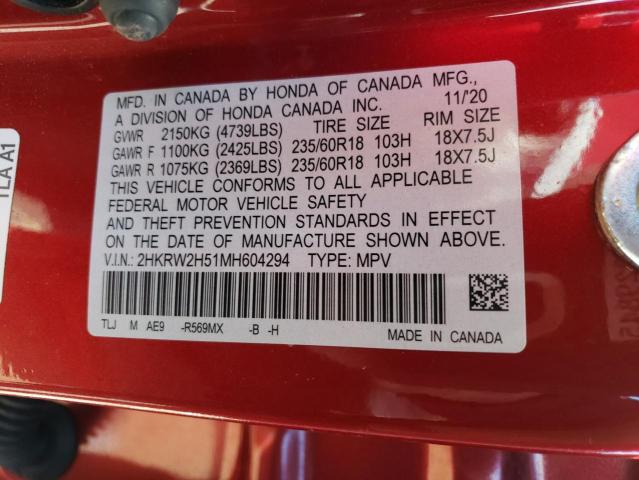 MFD. IN CANADA BY HONDA OF CANADA MFG.,
A DIVISION OF HONDA CANADA INC. 11/'20
GVWR 2150KG (4739LBS) TIRE SIZE RIM SIZE
GAWR F 1100KG (2425LBS) 235/60R18 103H 18X7.5J
GAWR R 1075KG (2369LBS) 235/60R18 103H 18X7.5J
THIS VEHICLE CONFORMS TO ALL APPLICABLE
FEDERAL MOTOR VEHICLE SAFETY
AND THEFT PREVENTION STANDARDS IN EFFECT
ON THE DATE OF MANUFACTURE SHOWN ABOVE.
V.I.N.: 2HKRW2H51MH604294 TYPE: MPV
TLJ M AE9 -R569MX -B -H MADE IN CANADA
TLA A1